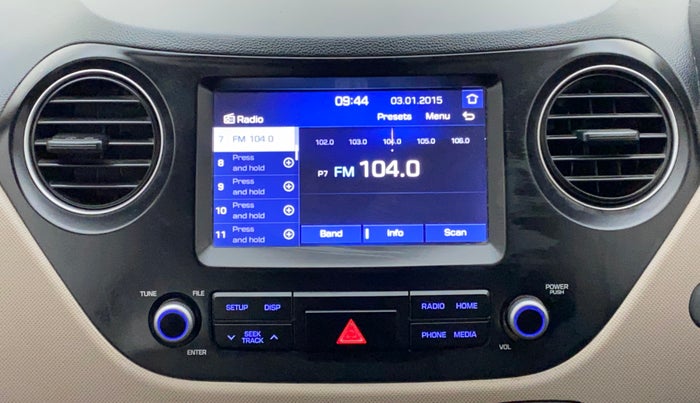 09:44 03.01.2015
Radio
Presets Menu
7 FM 104.0
8 Press and hold
9 Press and hold
10 Press and hold
11 Press and hold
102.0 103.0 104.0 105.0 106.0
P7 FM 104.0
Band Info Scan
TUNE FILE
ENTER
SETUP DISP
SEEK
TRACK
RADIO HOME
PHONE MEDIA
POWER
PUSH
VOL